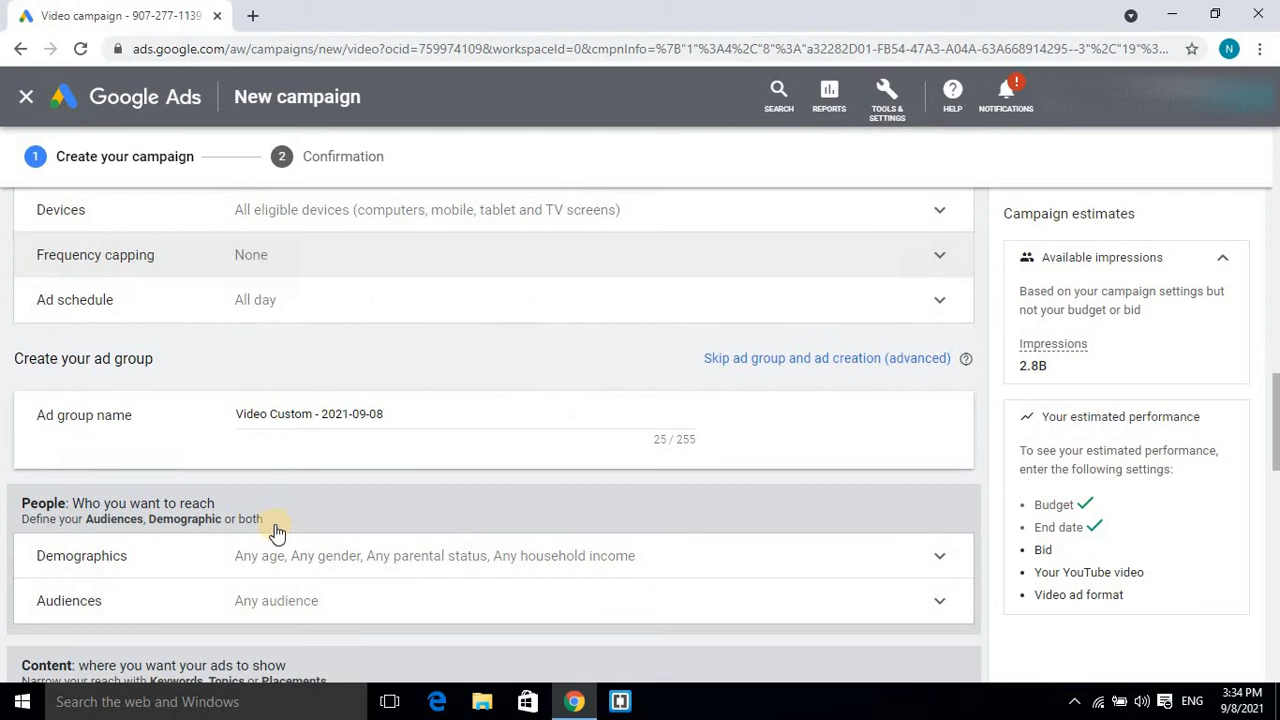 Video campaign - 907-277-1139
ads.google.com/aw/campaigns/new/video?ocid=759974109&workspaceId=0&cmpnInfo=%7B"1"%3A4%2C"8"%3A"a32282D01-FB54-47A3-A04A-63A668914295--3"%2C"19"%3...
N
Google Ads
New campaign
SEARCH
REPORTS
TOOLS & SETTINGS
HELP
NOTIFICATIONS
1 Create your campaign
2 Confirmation
Devices
All eligible devices (computers, mobile, tablet and TV screens)
Frequency capping
None
Ad schedule
All day
Create your ad group
Skip ad group and ad creation (advanced)
Ad group name
Video Custom - 2021-09-08
25 / 255
People: Who you want to reach
Define your Audiences, Demographic or both
Demographics
Any age, Any gender, Any parental status, Any household income
Audiences
Any audience
Content: where you want your ads to show
Narrow your reach with Keywords, Topics or Placements
Campaign estimates
Available impressions
Based on your campaign settings but
not your budget or bid
Impressions
2.8B
Your estimated performance
To see your estimated performance,
enter the following settings:
• Budget
• End date
• Bid
• Your YouTube video
• Video ad format
Search the web and Windows
ENG
3:34 PM
9/8/2021